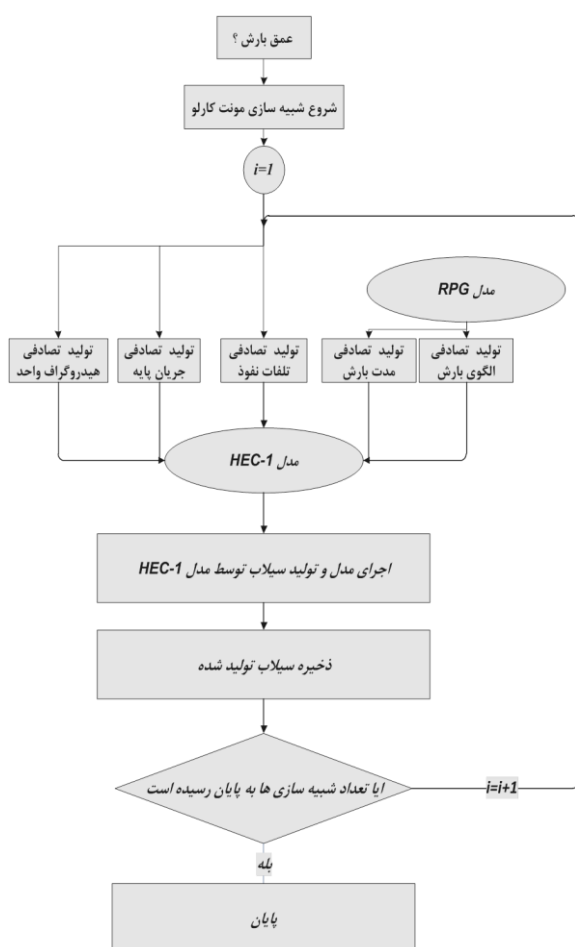 عمق بارش ؟
شروع شبیه سازی مونت کارلو
i=1
مدل RPG
تولید تصادفی
الگوی بارش
تولید تصادفی
مدت بارش
تولید تصادفی
تلفات نفوذ
تولید تصادفی
جریان پایه
تولید تصادفی
هیدروگراف واحد
مدل HEC-1
اجرای مدل و تولید سیلاب توسط مدل HEC-1
ذخیره سیلاب تولید شده
ایا تعداد شبیه سازی ها به پایان رسیده است
i=i+1
بله
پایان